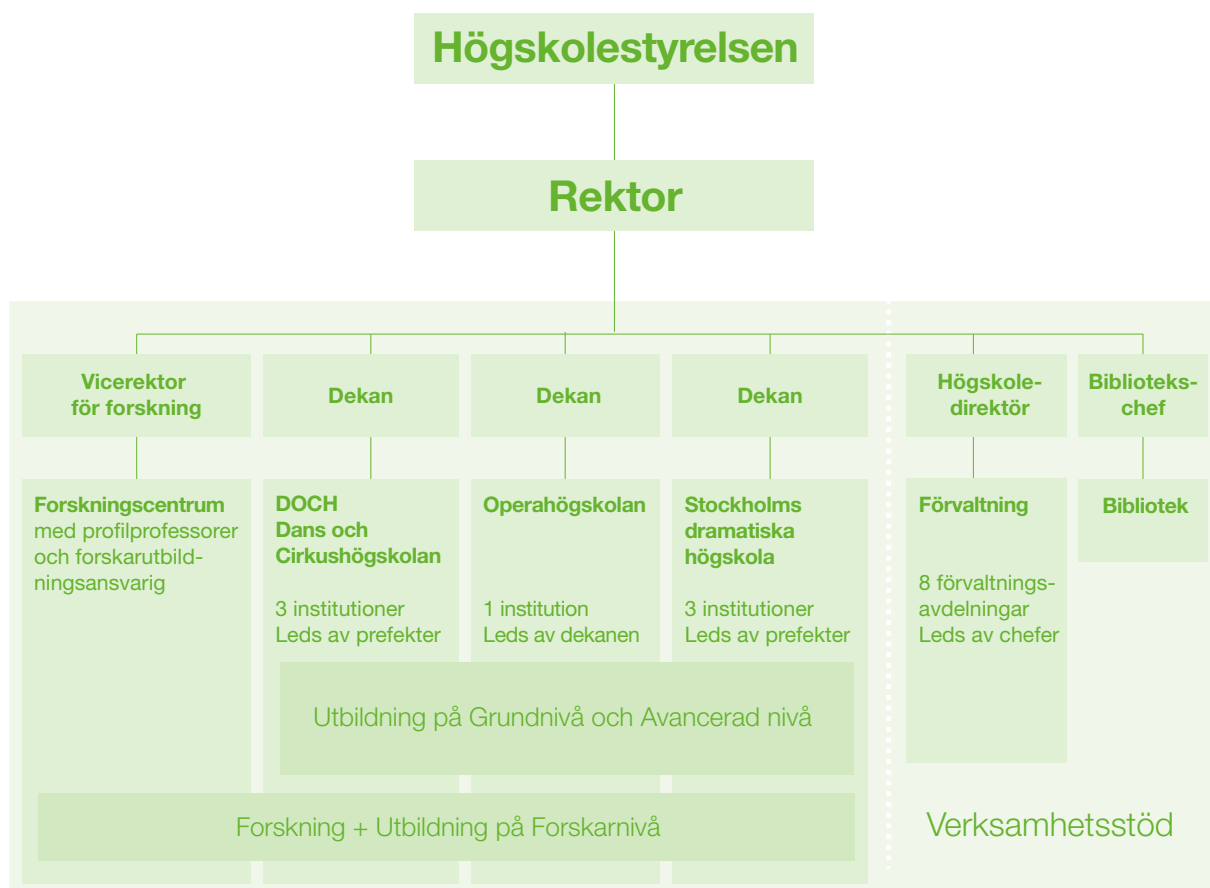 Högskolestyrelsen
Rektor
Vicerektor
för forskning
Dekan
Dekan
Dekan
Högskole-
direktör
Biblioteks-
chef
Forskningscentrum
med profilprofessorer
och forskarutbild-
ningsansvarig
DOCH
Dans och
Cirkushögskolan
3 institutioner
Leds av prefekter
Operahögskolan
1 institution
Leds av dekanen
Stockholms
dramatiska
högskola
3 institutioner
Leds av prefekter
Förvaltning
8 förvaltnings-
avdelningar
Leds av chefer
Bibliotek
Utbildning på Grundnivå och Avancerad nivå
Forskning + Utbildning på Forskarnivå
Verksamhetsstöd